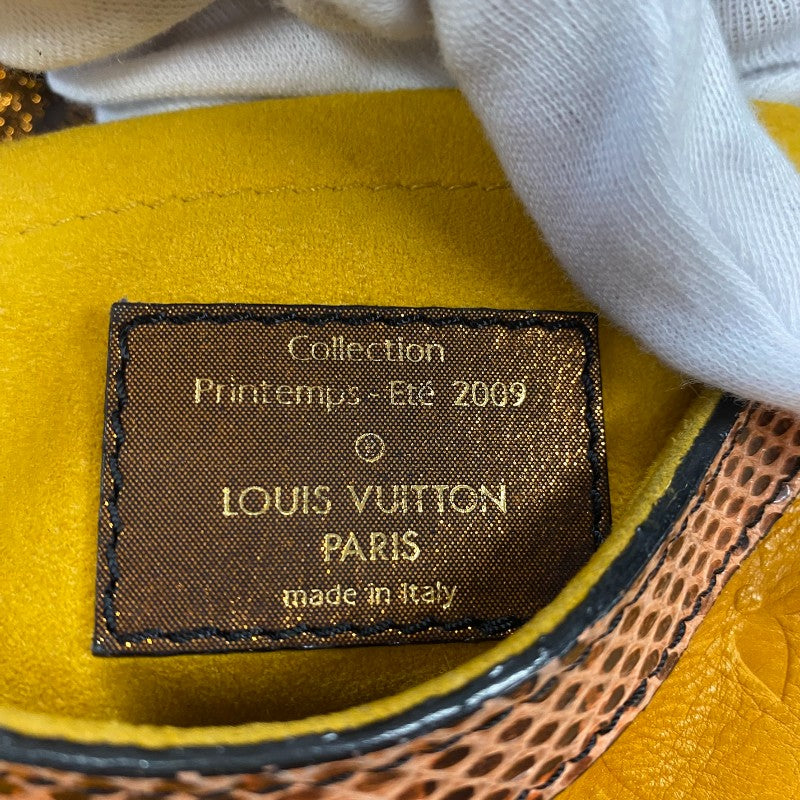 Collection
Printemps - Eté 2009
LOUIS VUITTON
PARIS
made in Italy